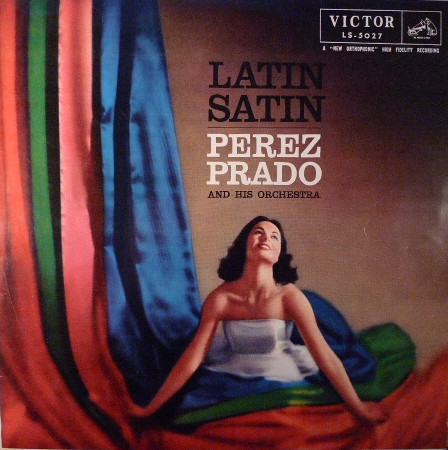 VICTOR
LS-5027
A "NEW ORTHOPHONIC" HIGH FIDELITY RECORDING
LATIN
SATIN
PEREZ
PRADO
AND HIS ORCHESTRA